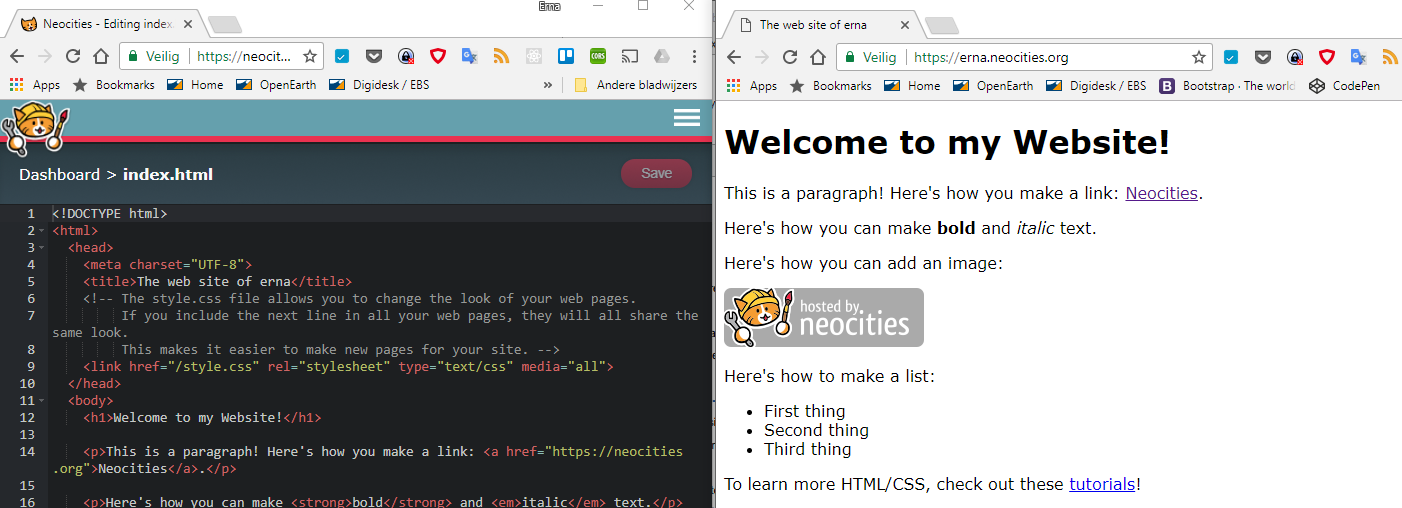 Erna
Neocities - Editing index.
Veilig https://neocit...
CORS
Apps Bookmarks Home OpenEarth Digidesk / EBS » Andere bladwijzers
Dashboard > index.html
Save
1 <!DOCTYPE html>
2 <html>
3 <head>
4 <meta charset="UTF-8">
5 <title>The web site of erna</title>
6 <!-- The style.css file allows you to change the look of your web pages.
7 If you include the next line in all your web pages, they will all share the
same look.
8 This makes it easier to make new pages for your site. -->
9 <link href="/style.css" rel="stylesheet" type="text/css" media="all">
10 </head>
11 <body>
12 <h1>Welcome to my Website!</h1>
13
14 <p>This is a paragraph! Here's how you make a link: <a href="https://neocities
.org">Neocities</a>.</p>
15
16 <p>Here's how you can make <strong>bold</strong> and <em>italic</em> text.</p>
The web site of erna
Veilig https://erna.neocities.org
Apps Bookmarks Home OpenEarth Digidesk / EBS B Bootstrap · The world CodePen
Welcome to my Website!
This is a paragraph! Here's how you make a link: Neocities.
Here's how you can make bold and italic text.
Here's how you can add an image:
hosted by
neocities
Here's how to make a list:
• First thing
• Second thing
• Third thing
To learn more HTML/CSS, check out these tutorials!